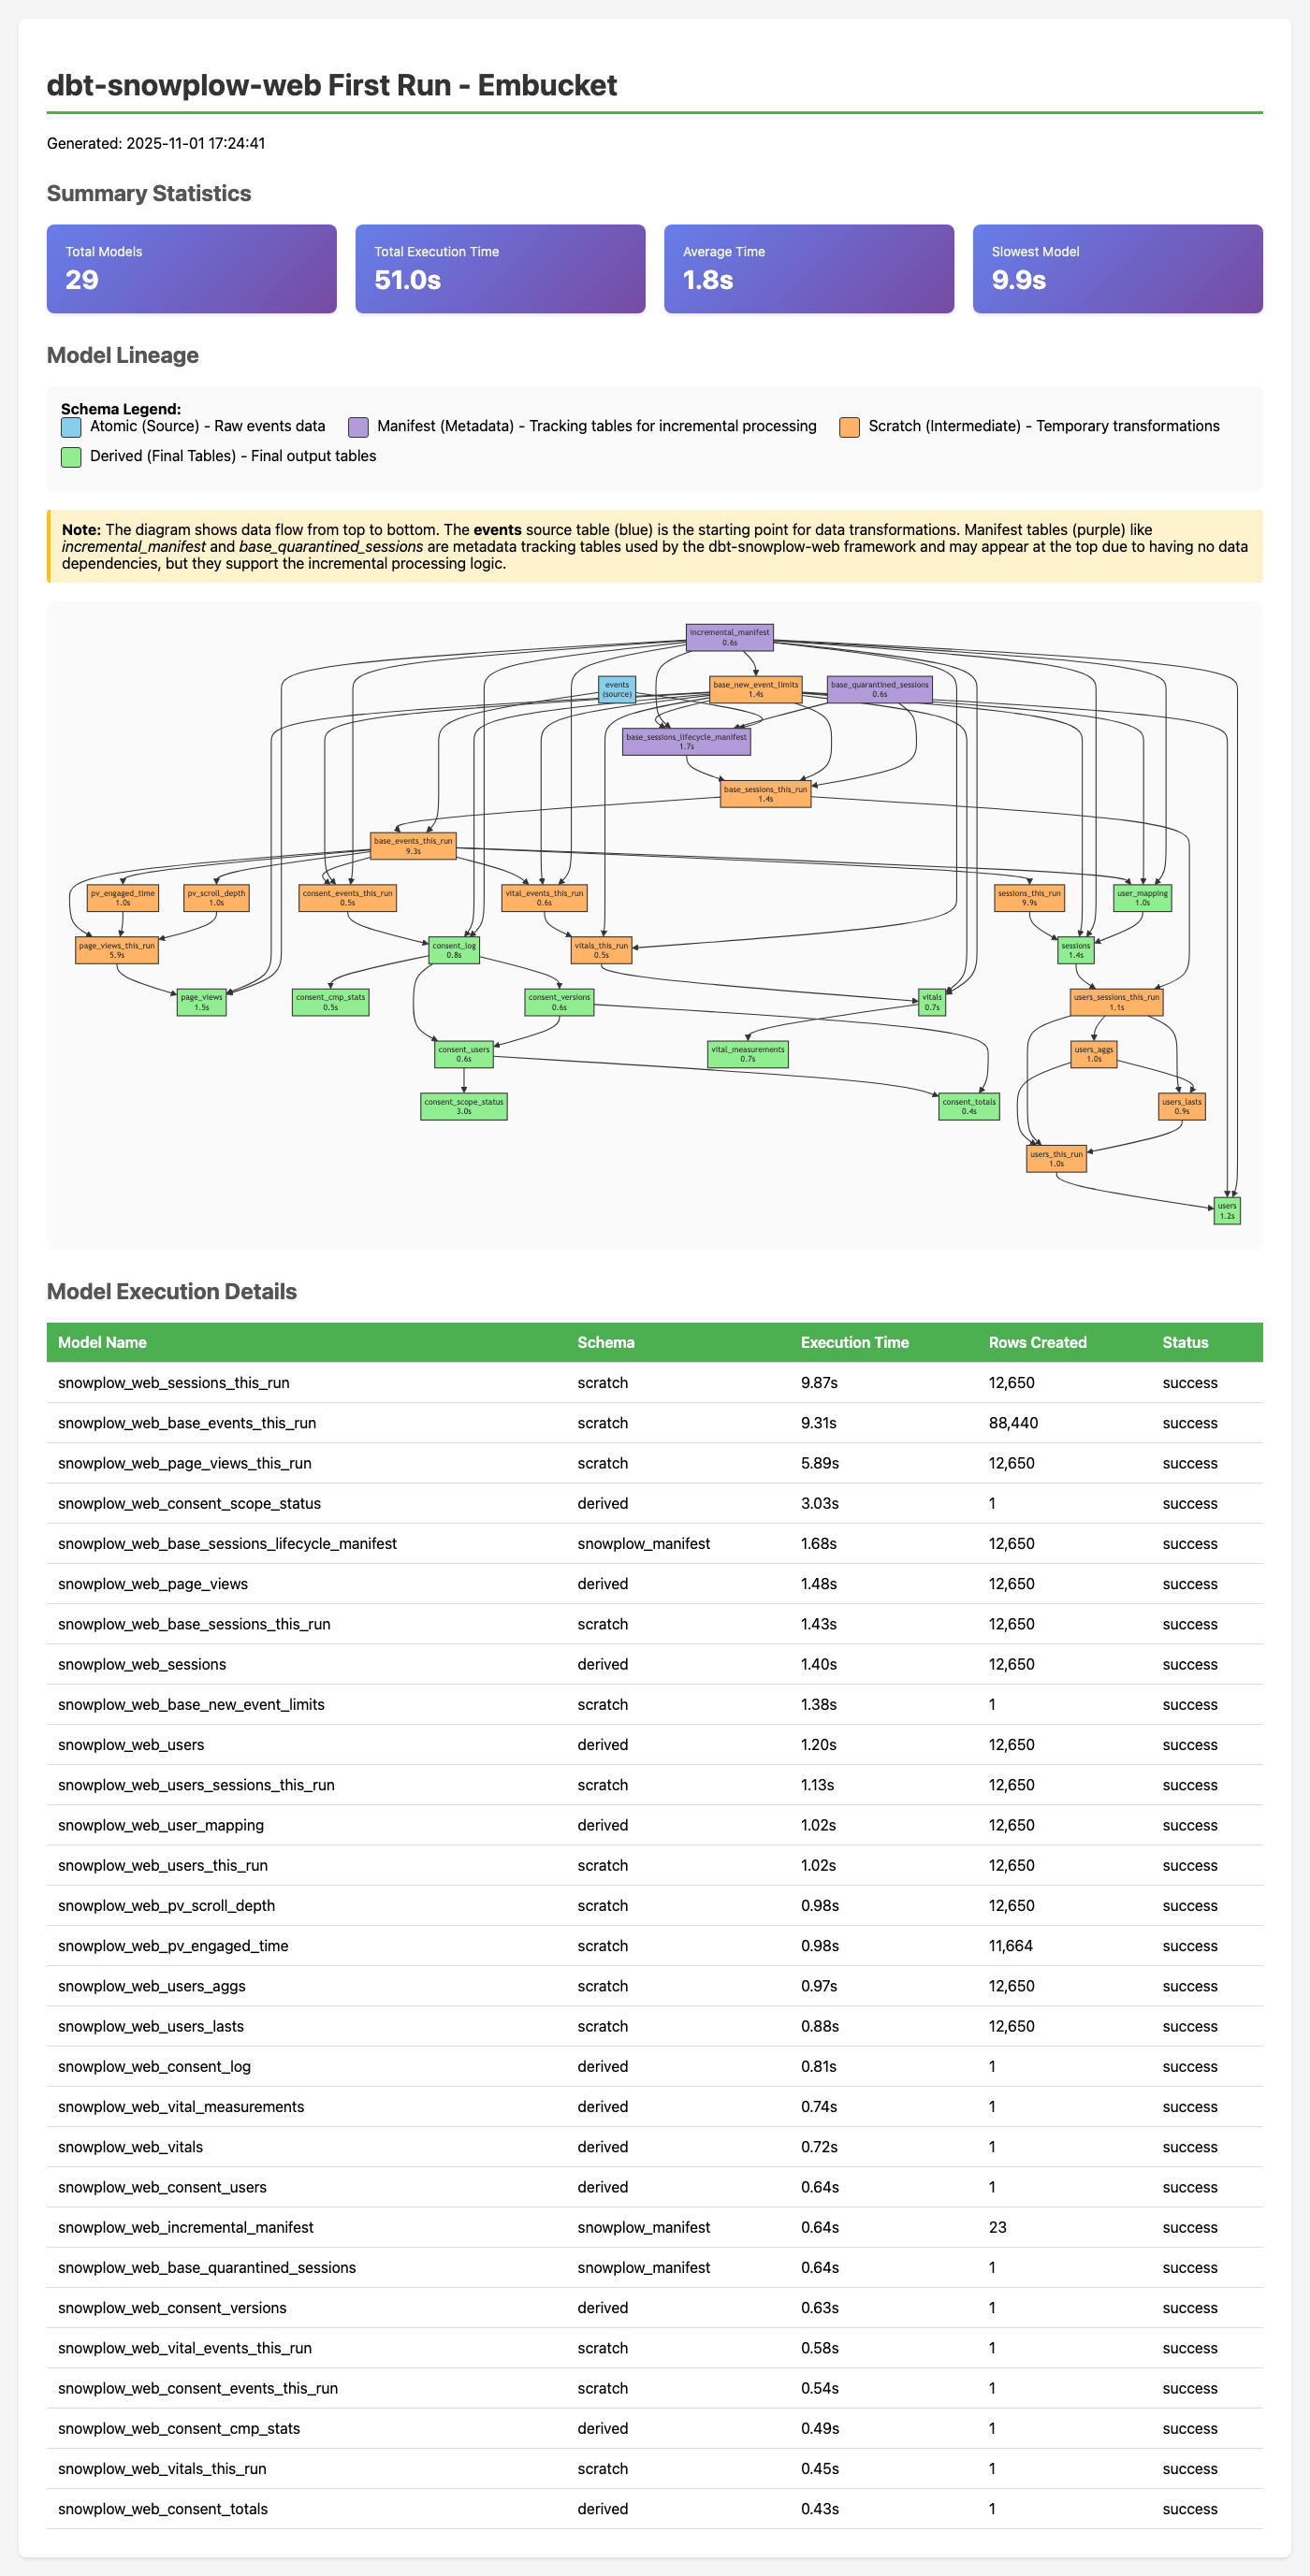 dbt-snowplow-web First Run - Embucket
Generated: 2025-11-01 17:24:41
Summary Statistics
Total Models
29
Total Execution Time
51.0s
Average Time
1.8s
Slowest Model
9.9s
Model Lineage
Schema Legend:
Atomic (Source) - Raw events data
Manifest (Metadata) - Tracking tables for incremental processing
Scratch (Intermediate) - Temporary transformations
Derived (Final Tables) - Final output tables
Note: The diagram shows data flow from top to bottom. The events source table (blue) is the starting point for data transformations. Manifest tables (purple) like
incremental_manifest and base_quarantined_sessions are metadata tracking tables used by the dbt-snowplow-web framework and may appear at the top due to having no data
dependencies, but they support the incremental processing logic.
incremental_manifest
0.6s
events
(source)
base_new_event_limits
1.4s
base_quarantined_sessions
0.6s
base_sessions_lifecycle_manifest
1.7s
base_sessions_this_run
1.4s
base_events_this_run
9.3s
pv_engaged_time
1.0s
pv_scroll_depth
1.0s
consent_events_this_run
0.5s
vital_events_this_run
0.6s
sessions_this_run
9.9s
user_mapping
1.0s
page_views_this_run
5.9s
consent_log
0.8s
vitals_this_run
0.5s
sessions
1.4s
page_views
1.5s
consent_cmp_stats
0.5s
consent_versions
0.6s
vitals
0.7s
users_sessions_this_run
1.1s
consent_users
0.6s
vital_measurements
0.7s
users_aggs
1.0s
consent_scope_status
3.0s
consent_totals
0.4s
users_lasts
0.9s
users_this_run
1.0s
users
1.2s
Model Execution Details
Model Name Schema Execution Time Rows Created Status
snowplow_web_sessions_this_run scratch 9.87s 12,650 success
snowplow_web_base_events_this_run scratch 9.31s 88,440 success
snowplow_web_page_views_this_run scratch 5.89s 12,650 success
snowplow_web_consent_scope_status derived 3.03s 1 success
snowplow_web_base_sessions_lifecycle_manifest snowplow_manifest 1.68s 12,650 success
snowplow_web_page_views derived 1.48s 12,650 success
snowplow_web_base_sessions_this_run scratch 1.43s 12,650 success
snowplow_web_sessions derived 1.40s 12,650 success
snowplow_web_base_new_event_limits scratch 1.38s 1 success
snowplow_web_users derived 1.20s 12,650 success
snowplow_web_users_sessions_this_run scratch 1.13s 12,650 success
snowplow_web_user_mapping derived 1.02s 12,650 success
snowplow_web_users_this_run scratch 1.02s 12,650 success
snowplow_web_pv_scroll_depth scratch 0.98s 12,650 success
snowplow_web_pv_engaged_time scratch 0.98s 11,664 success
snowplow_web_users_aggs scratch 0.97s 12,650 success
snowplow_web_users_lasts scratch 0.88s 12,650 success
snowplow_web_consent_log derived 0.81s 1 success
snowplow_web_vital_measurements derived 0.74s 1 success
snowplow_web_vitals derived 0.72s 1 success
snowplow_web_consent_users derived 0.64s 1 success
snowplow_web_incremental_manifest snowplow_manifest 0.64s 23 success
snowplow_web_base_quarantined_sessions snowplow_manifest 0.64s 1 success
snowplow_web_consent_versions derived 0.63s 1 success
snowplow_web_vital_events_this_run scratch 0.58s 1 success
snowplow_web_consent_events_this_run scratch 0.54s 1 success
snowplow_web_consent_cmp_stats derived 0.49s 1 success
snowplow_web_vitals_this_run scratch 0.45s 1 success
snowplow_web_consent_totals derived 0.43s 1 success